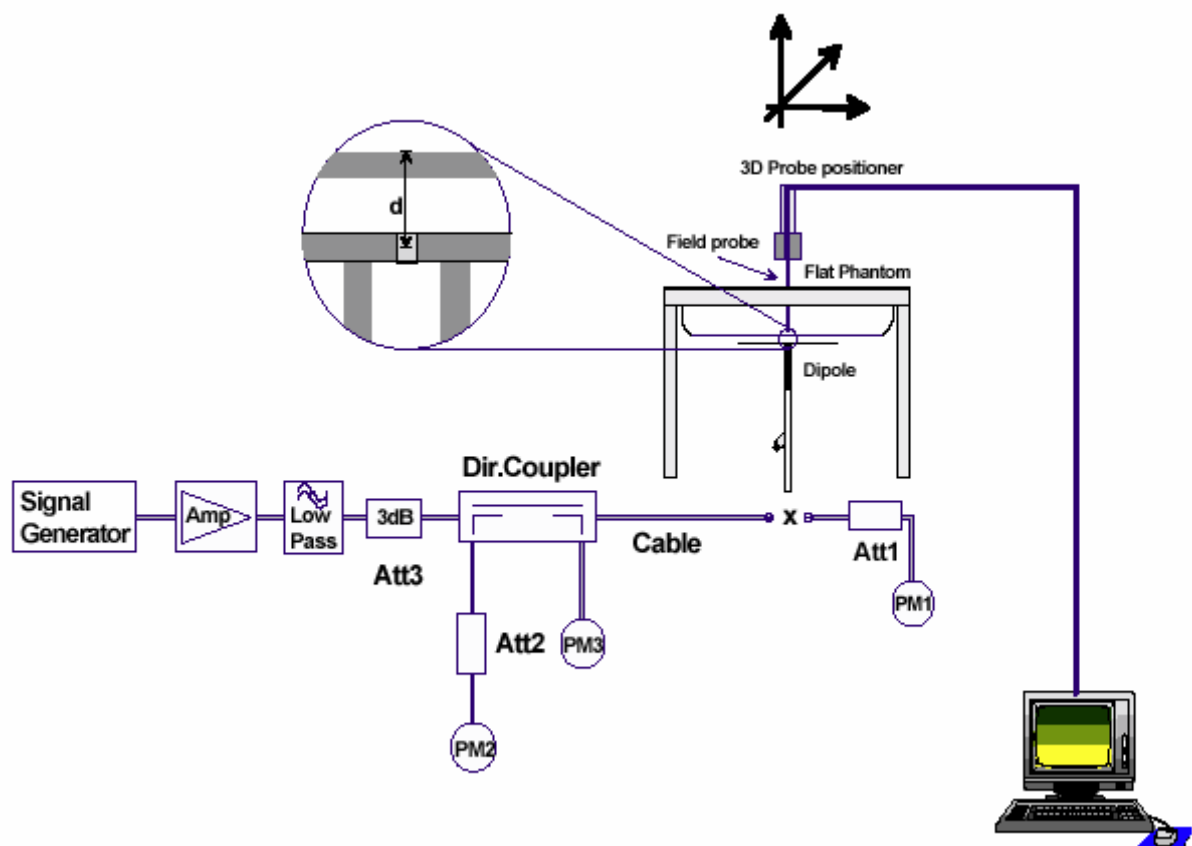 3D Probe positioner
d
Field probe
Flat Phantom
Dipole
Dir.Coupler
Signal
Generator
Amp
Low
Pass
3dB
Att3
Cable
x
Att1
PM1
Att2
PM3
PM2